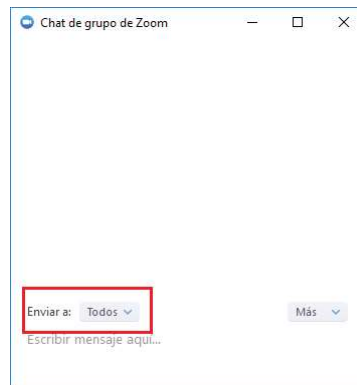 Chat de grupo de Zoom
Enviar a: Todos Más
Escribir mensaje aquí...